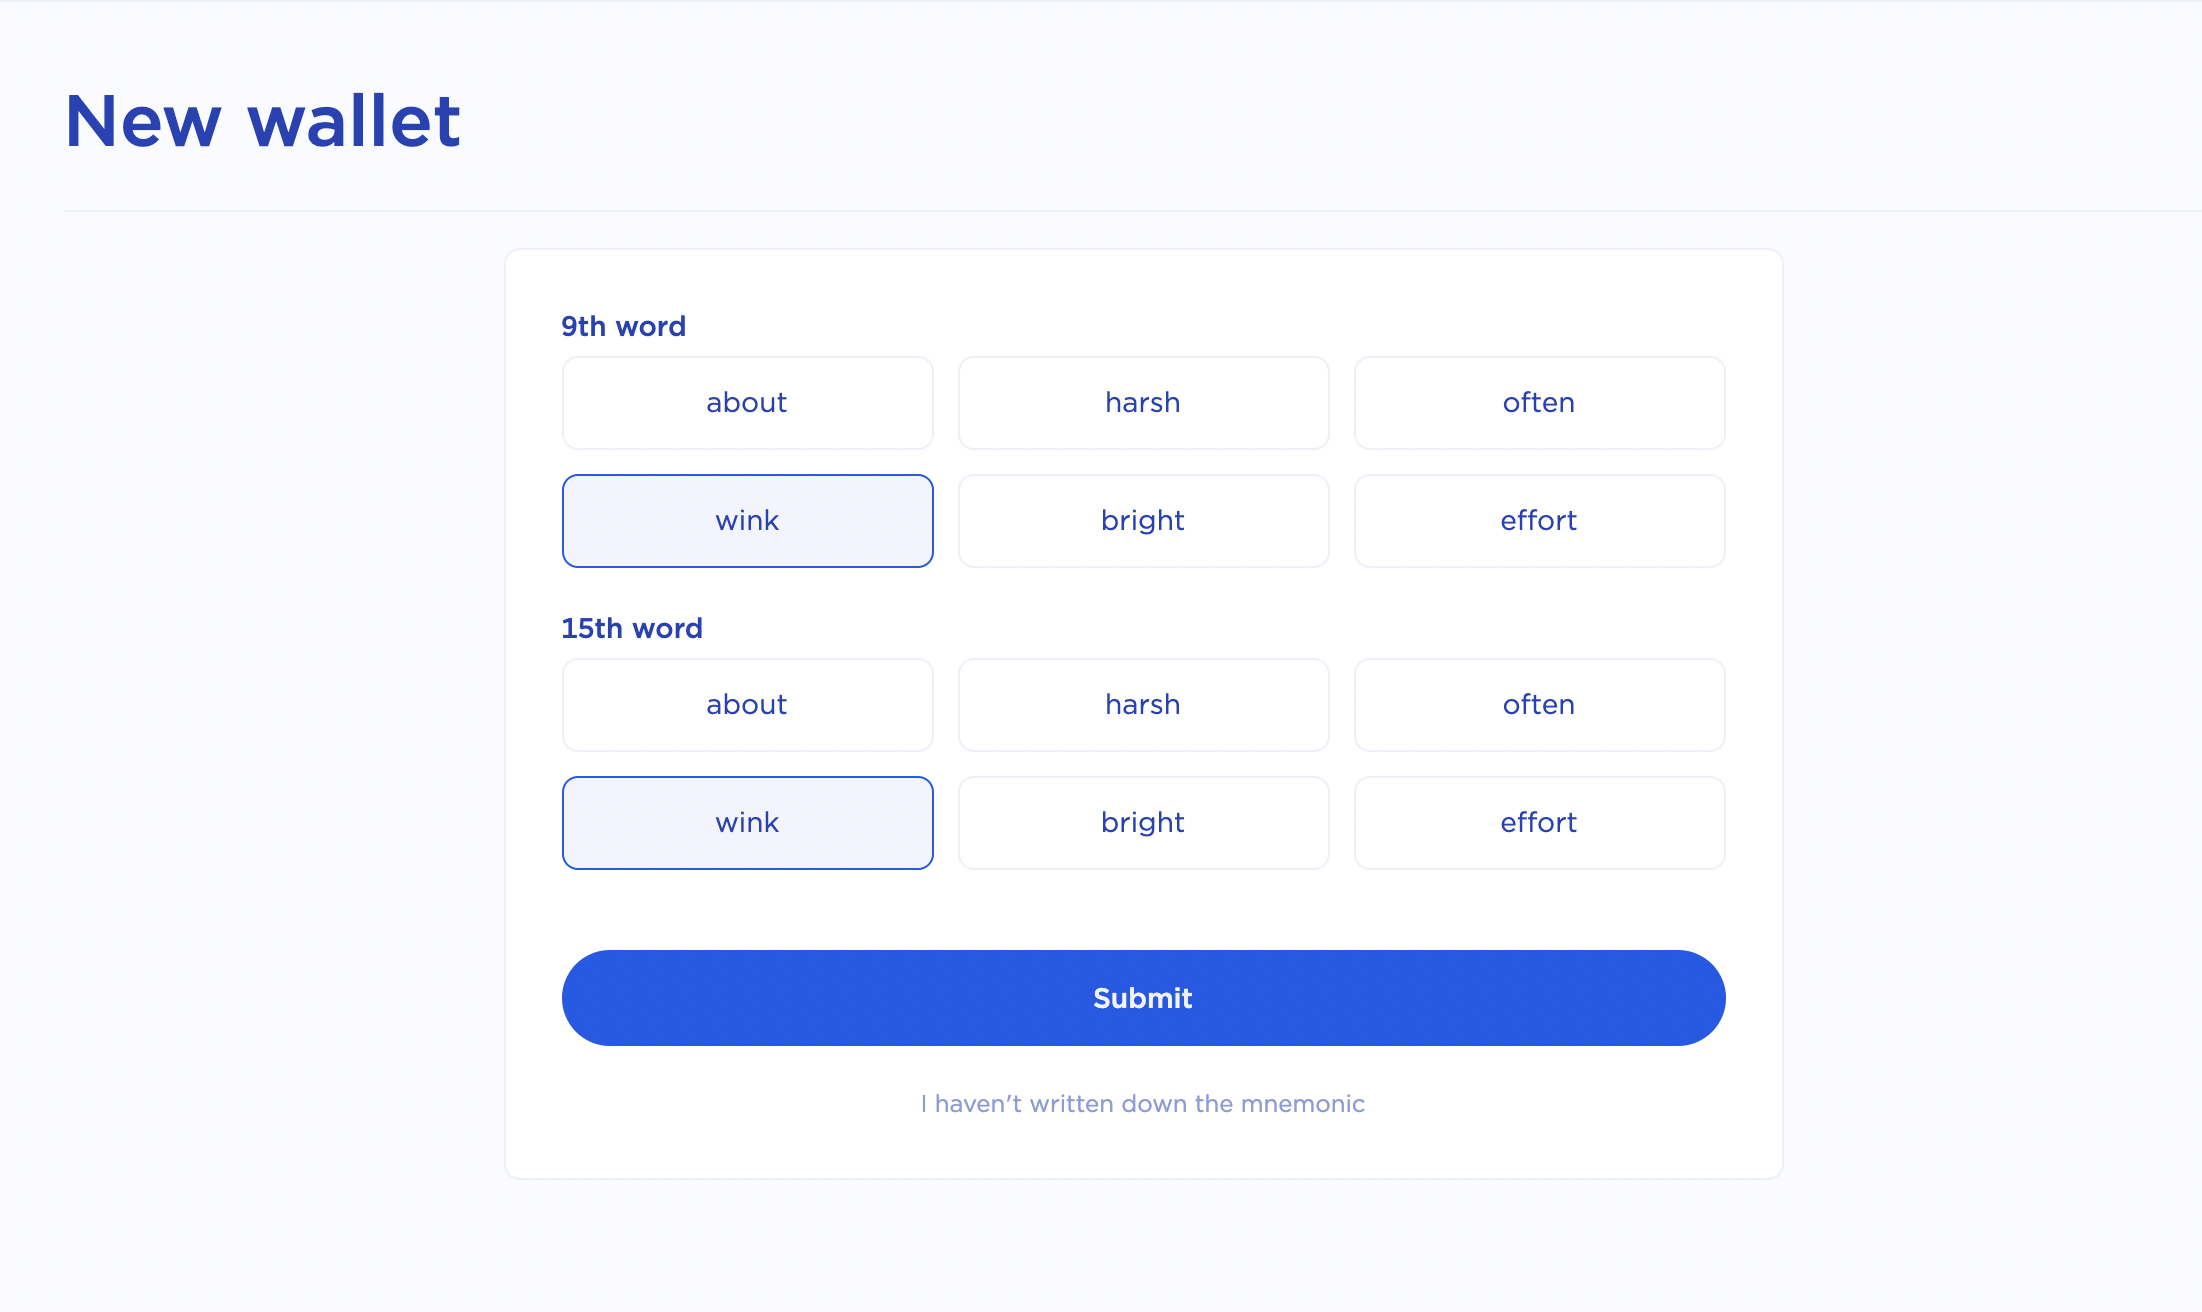 New wallet
9th word
about harsh often
wink bright effort
15th word
about harsh often
wink bright effort
Submit
I haven't written down the mnemonic